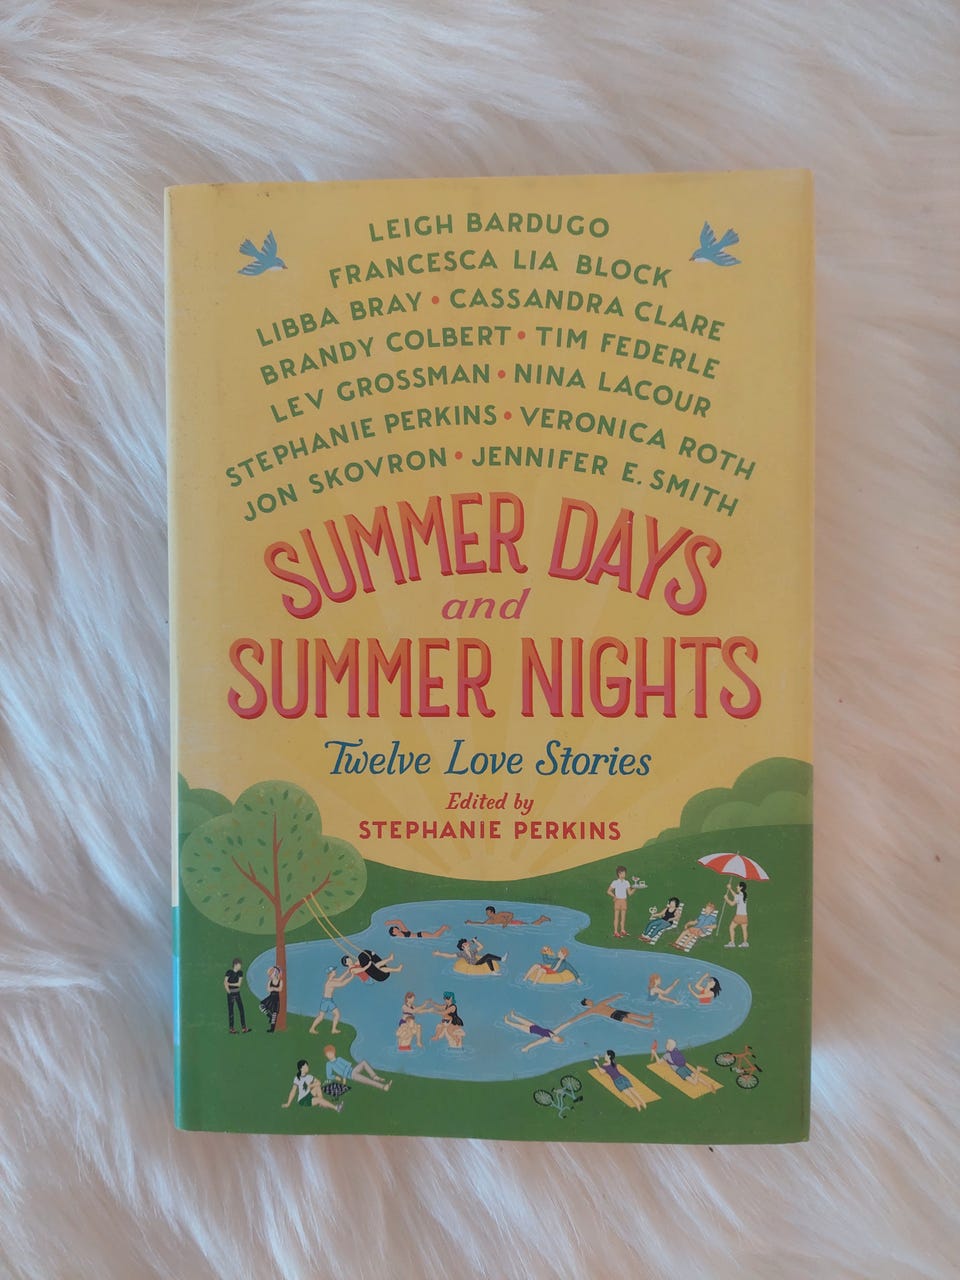 LEIGH BARDUGO
FRANCESCA LIA BLOCK
LIBBA BRAY • CASSANDRA CLARE
BRANDY COLBERT • TIM FEDERLE
LEV GROSSMAN • NINA LACOUR
STEPHANIE PERKINS • VERONICA ROTH
JON SKOVRON • JENNIFER E. SMITH
SUMMER DAYS
and
SUMMER NIGHTS
Twelve Love Stories
Edited by
STEPHANIE PERKINS